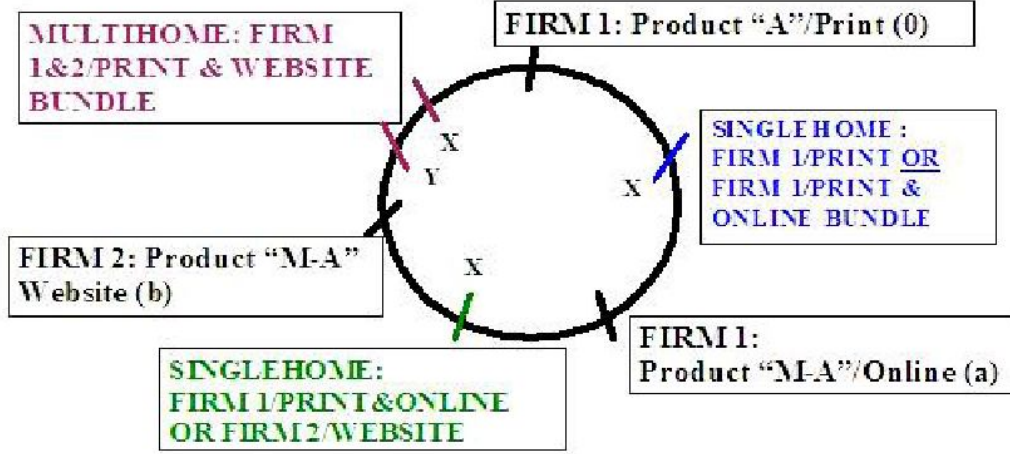 FIRM 1: Product “A”/Print (0)
MULTIHOME: FIRM
1&2/PRINT & WEBSITE
BUNDLE
X
Y
X
SINGLEHOME:
FIRM 1/PRINT OR
FIRM 1/PRINT &
ONLINE BUNDLE
FIRM 2: Product “M-A”
Website (b)
X
FIRM 1:
Product “M-A”/Online (a)
SINGLEHOME:
FIRM 1/PRINT&ONLINE
OR FIRM 2/WEBSITE